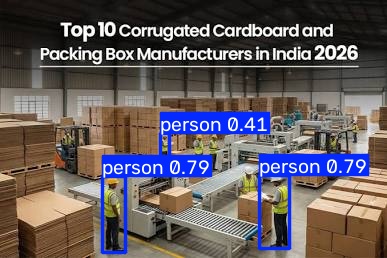 Top 10 Corrugated Cardboard and
Packing Box Manufacturers in India 2026
person 0.41
person 0.79
person 0.79